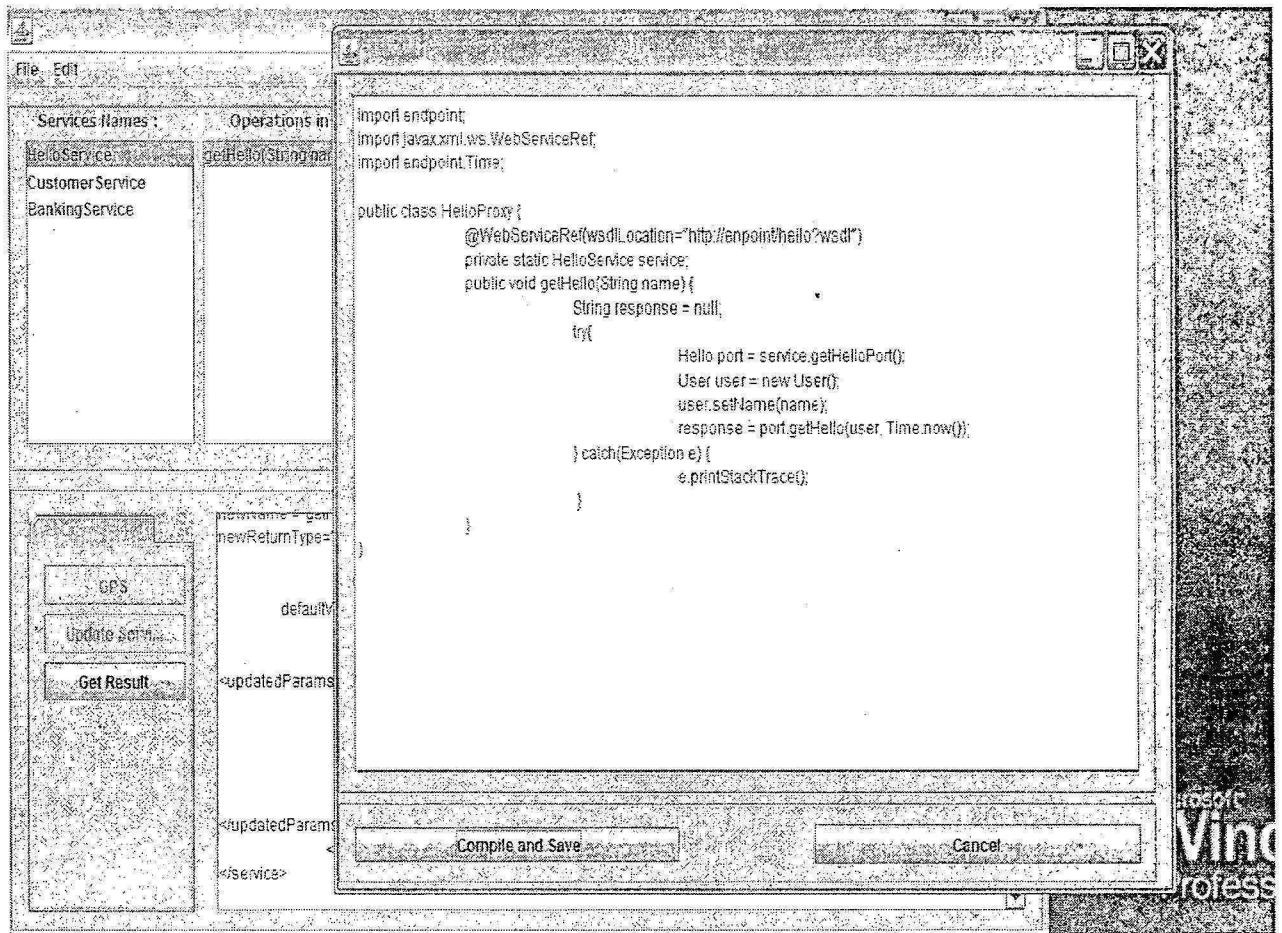 File Edit
Services Names :
Operations in
HelloService
getHello(String nam
CustomerService
BankingService
import endpoint;
import javax.xml.ws.WebServiceRef;
import endpoint.Time;
public class HelloProxy {
@WebServiceRef(wsdlLocation="http://enpoint/hello?wsdl")
private static HelloService service;
public void getHello(String name) {
String response = null;
try{
Hello port = service.getHelloPort();
User user = new User();
user.setName(name);
response = port.getHello(user, Time.now());
} catch(Exception e) {
e.printStackTrace();
}
}
}
newReturnType="
defaultV
<updatedParams
</updatedParams
<
</service>
GPS
Update Servi...
Get Result
Compile and Save
Cancel
rosoft
Wind
rofess